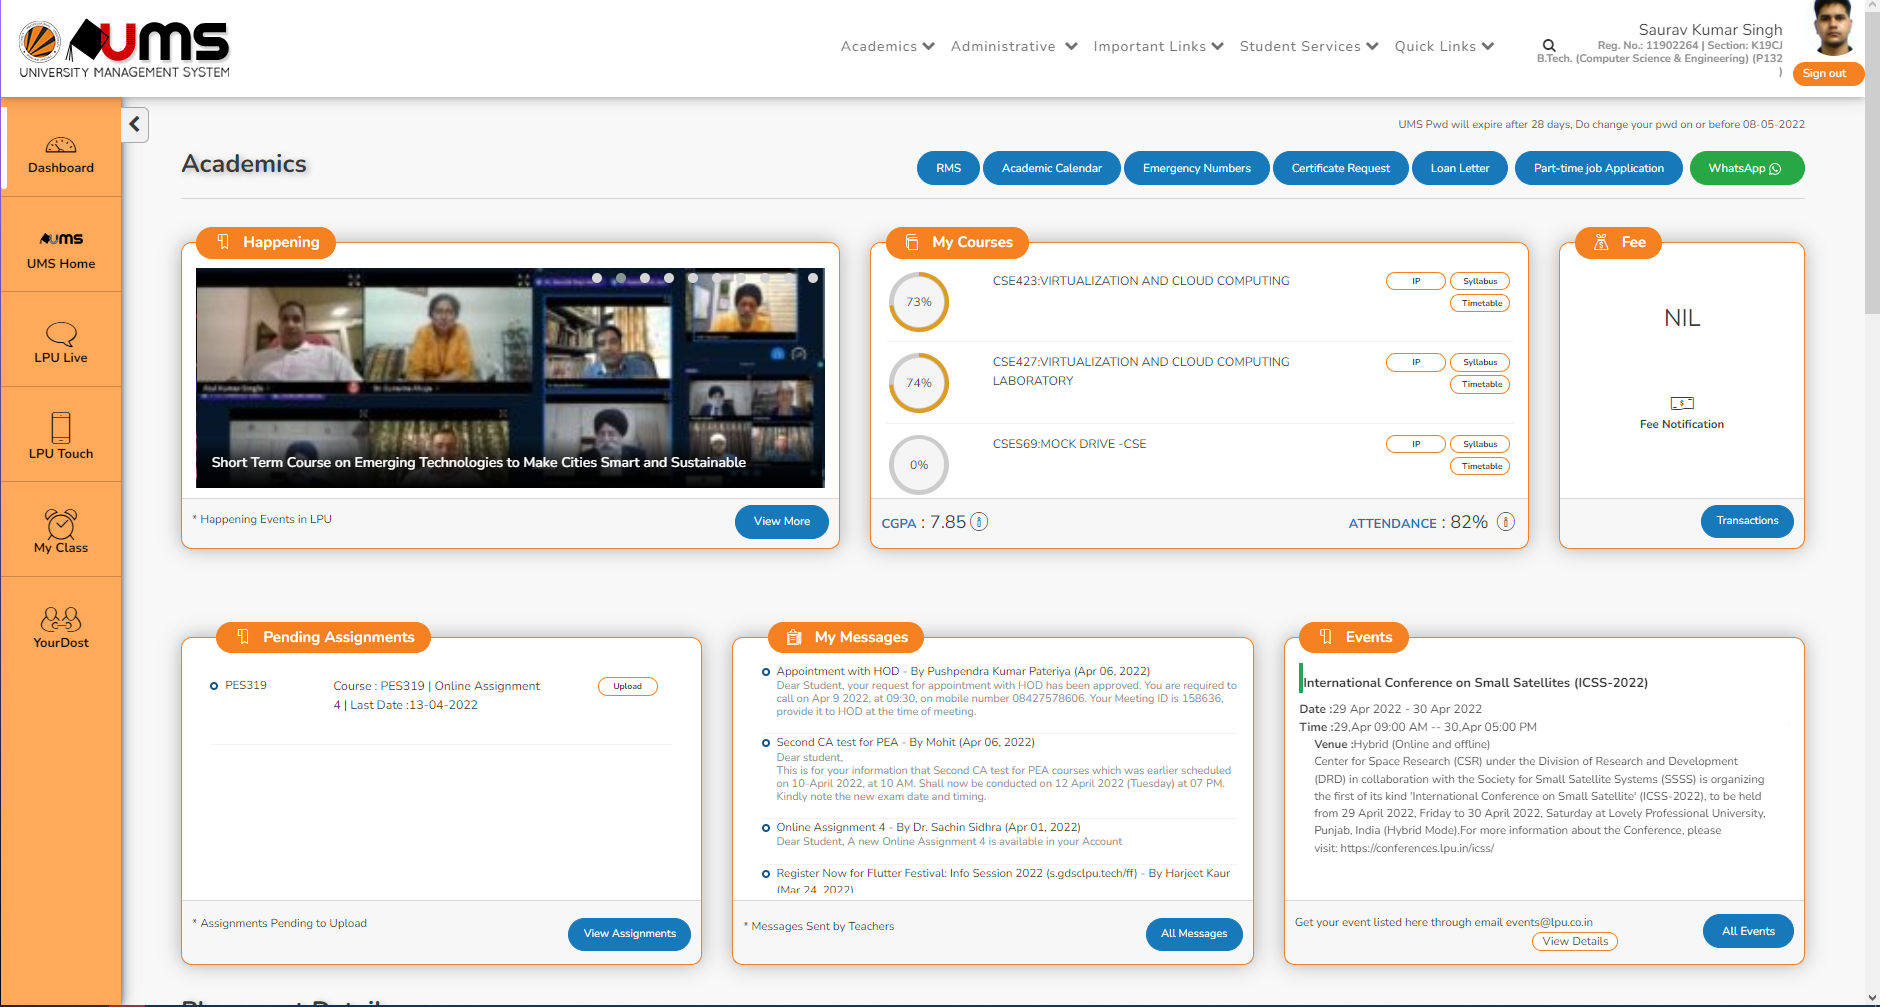 UMS
UNIVERSITY MANAGEMENT SYSTEM
Academics
Administrative
Important Links
Student Services
Quick Links
Saurav Kumar Singh
Reg. No.: 11902264 | Section: K19CJ
B.Tech. (Computer Science & Engineering) (P132
)
Sign out
Dashboard
UMS
UMS Home
LPU Live
LPU Touch
My Class
YourDost
UMS Pwd will expire after 28 days, Do change your pwd on or before 08-05-2022
Academics
RMS
Academic Calendar
Emergency Numbers
Certificate Request
Loan Letter
Part-time job Application
WhatsApp
Happening
Short Term Course on Emerging Technologies to Make Cities Smart and Sustainable
* Happening Events in LPU
View More
My Courses
73%
CSE423:VIRTUALIZATION AND CLOUD COMPUTING
IP
Syllabus
Timetable
74%
CSE427:VIRTUALIZATION AND CLOUD COMPUTING
LABORATORY
IP
Syllabus
Timetable
0%
CSES69:MOCK DRIVE -CSE
IP
Syllabus
Timetable
CGPA : 7.85
ATTENDANCE : 82%
Fee
NIL
Fee Notification
Transactions
Pending Assignments
PES319
Course : PES319 | Online Assignment
4 | Last Date :13-04-2022
Upload
* Assignments Pending to Upload
View Assignments
My Messages
Appointment with HOD - By Pushpendra Kumar Pateriya (Apr 06, 2022)
Dear Student, your request for appointment with HOD has been approved. You are required to
call on Apr 9 2022, at 09:30, on mobile number 08427578606. Your Meeting ID is 158636,
provide it to HOD at the time of meeting.
Second CA test for PEA - By Mohit (Apr 06, 2022)
Dear student,
This is for your information that Second CA test for PEA courses which was earlier scheduled
on 10-April 2022, at 10 AM. Shall now be conducted on 12 April 2022 (Tuesday) at 07 PM.
Kindly note the new exam date and timing.
Online Assignment 4 - By Dr. Sachin Sidhra (Apr 01, 2022)
Dear Student, A new Online Assignment 4 is available in your Account
Register Now for Flutter Festival: Info Session 2022 (s.gdsclpu.tech/ff) - By Harjeet Kaur
(Mar 24, 2022)
* Messages Sent by Teachers
All Messages
Events
International Conference on Small Satellites (ICSS-2022)
Date :29 Apr 2022 - 30 Apr 2022
Time :29,Apr 09:00 AM -- 30,Apr 05:00 PM
Venue :Hybrid (Online and offline)
Center for Space Research (CSR) under the Division of Research and Development
(DRD) in collaboration with the Society for Small Satellite Systems (SSSS) is organizing
the first of its kind 'International Conference on Small Satellite' (ICSS-2022), to be held
from 29 April 2022, Friday to 30 April 2022, Saturday at Lovely Professional University,
Punjab, India (Hybrid Mode).For more information about the Conference, please
visit: https://conferences.lpu.in/icss/
Get your event listed here through email events@lpu.co.in
View Details
All Events